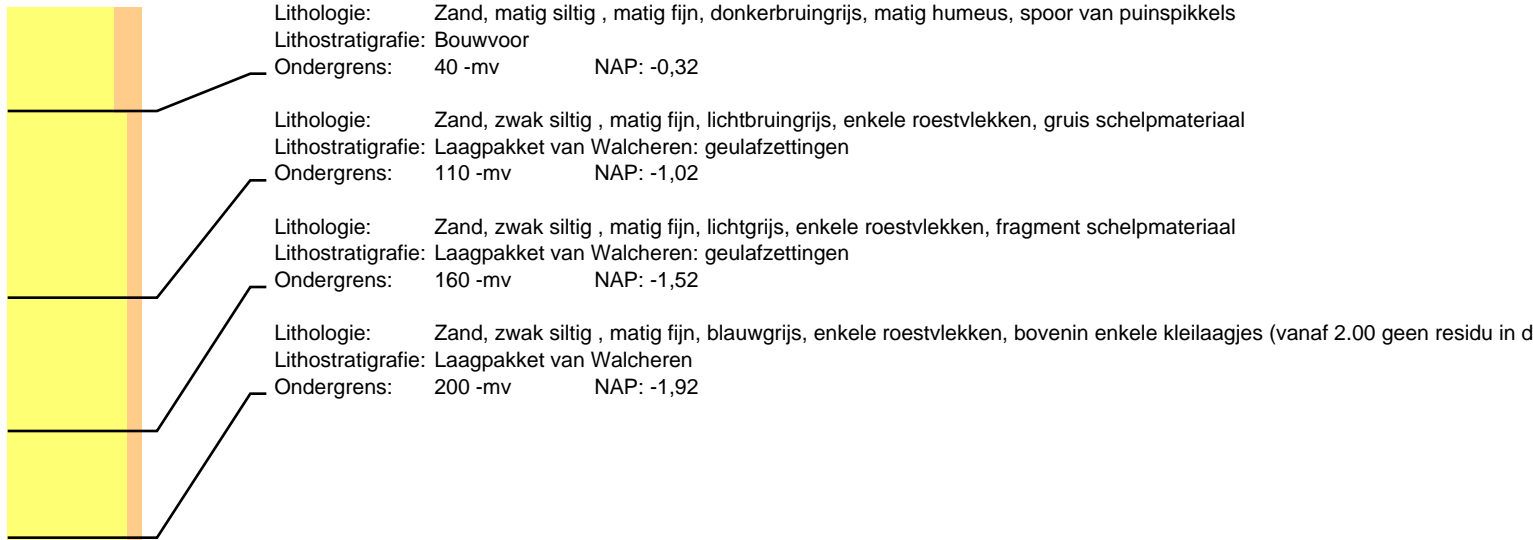 Lithologie: Zand, matig siltig , matig fijn, donkerbruingrijs, matig humeus, spoor van puinspikkels
Lithostratigrafie: Bouwvoor
Ondergrens: 40 -mv NAP: -0,32
Lithologie: Zand, zwak siltig , matig fijn, lichtbruingrijs, enkele roestvlekken, gruis schelpmateriaal
Lithostratigrafie: Laagpakket van Walcheren: geulafzettingen
Ondergrens: 110 -mv NAP: -1,02
Lithologie: Zand, zwak siltig , matig fijn, lichtgrijs, enkele roestvlekken, fragment schelpmateriaal
Lithostratigrafie: Laagpakket van Walcheren: geulafzettingen
Ondergrens: 160 -mv NAP: -1,52
Lithologie: Zand, zwak siltig , matig fijn, blauwgrijs, enkele roestvlekken, bovenin enkele kleilaagjes (vanaf 2.00 geen residu in d
Lithostratigrafie: Laagpakket van Walcheren
Ondergrens: 200 -mv NAP: -1,92